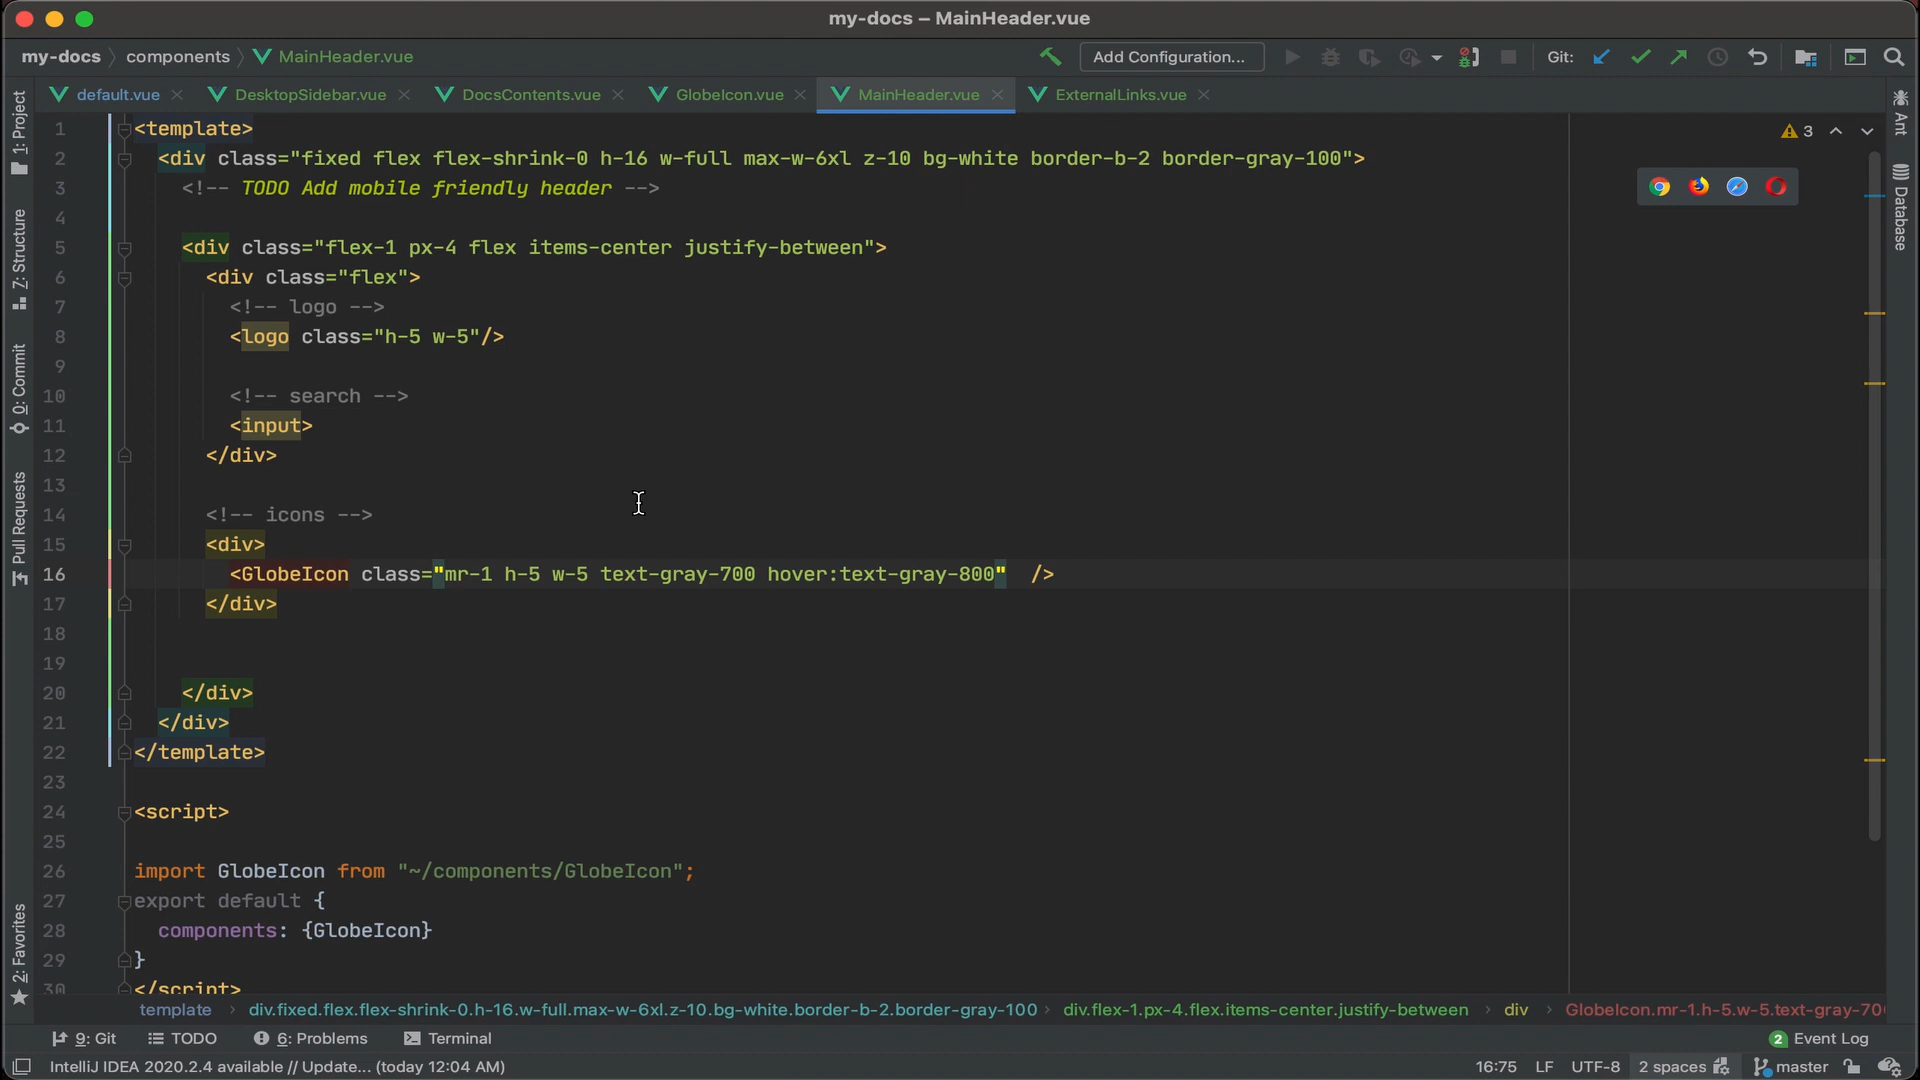 my-docs – MainHeader.vue
my-docs components MainHeader.vue Add Configuration... Git:
default.vue DesktopSidebar.vue DocsContents.vue GlobeIcon.vue MainHeader.vue ExternalLinks.vue
1: Project
Z: Structure
0: Commit
Pull Requests
2: Favorites
Ant
Database
3
1 <template>
2 <div class="fixed flex flex-shrink-0 h-16 w-full max-w-6xl z-10 bg-white border-b-2 border-gray-100">
3 <!-- TODO Add mobile friendly header -->
4
5 <div class="flex-1 px-4 flex items-center justify-between">
6 <div class="flex">
7 <!-- logo -->
8 <logo class="h-5 w-5"/>
9
10 <!-- search -->
11 <input>
12 </div>
13
14 <!-- icons -->
15 <div>
16 <GlobeIcon class="mr-1 h-5 w-5 text-gray-700 hover:text-gray-800"  />
17 </div>
18
19
20 </div>
21 </div>
22 </template>
23
24 <script>
25
26 import GlobeIcon from "~/components/GlobeIcon";
27 export default {
28 components: {GlobeIcon}
29 }
30 </script>
template div.fixed.flex.flex-shrink-0.h-16.w-full.max-w-6xl.z-10.bg-white.border-b-2.border-gray-100 div.flex-1.px-4.flex.items-center.justify-between div GlobeIcon.mr-1.h-5.w-5.text-gray-70
9: Git TODO 6: Problems Terminal 2 Event Log
IntelliJ IDEA 2020.2.4 available // Update... (today 12:04 AM) 16:75 LF UTF-8 2 spaces master